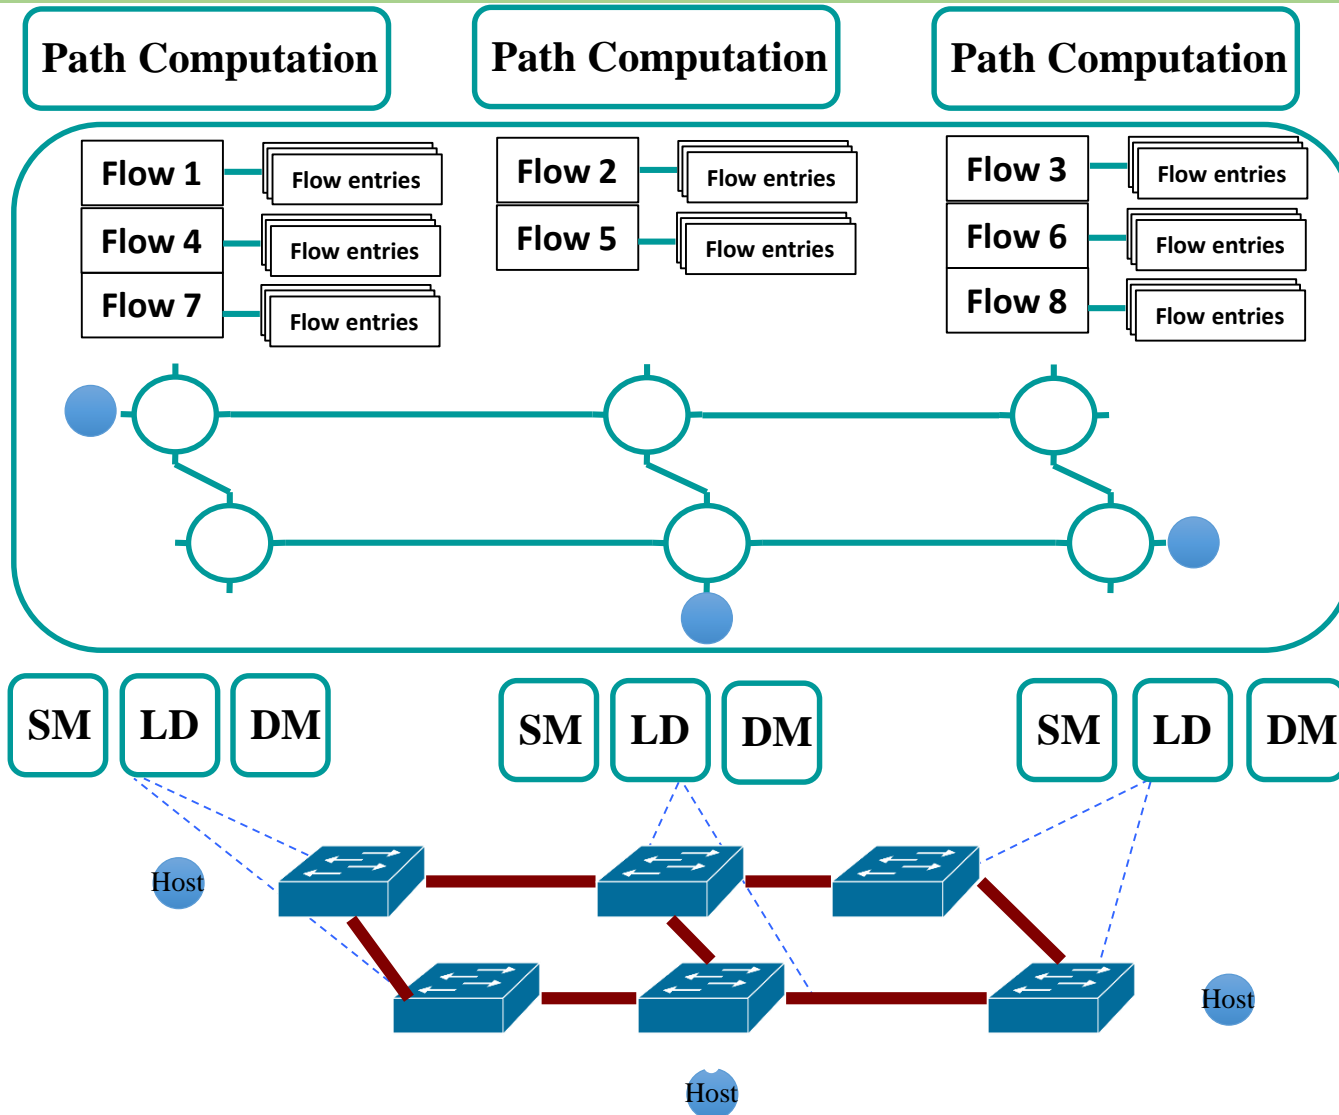 Path Computation
Path Computation
Path Computation
Flow 1
Flow entries
Flow 2
Flow entries
Flow 3
Flow entries
Flow 4
Flow entries
Flow 5
Flow entries
Flow 6
Flow entries
Flow 7
Flow entries
Flow 8
Flow entries
SM
LD
DM
SM
LD
DM
SM
LD
DM
Host
Host
Host